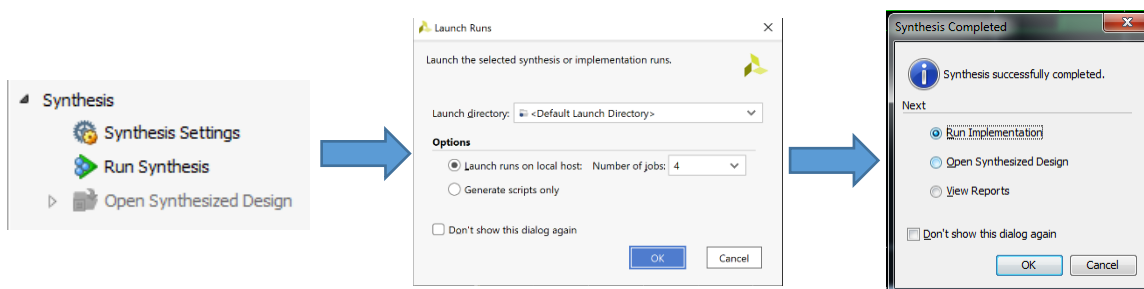 Synthesis
Synthesis Settings
Run Synthesis
Open Synthesized Design
Launch Runs
Launch the selected synthesis or implementation runs.
Launch directory: <Default Launch Directory>
Options
Launch runs on local host: Number of jobs: 4
Generate scripts only
Don't show this dialog again
OK Cancel
Synthesis Completed
Synthesis successfully completed.
Next
Run Implementation
Open Synthesized Design
View Reports
Don't show this dialog again
OK Cancel